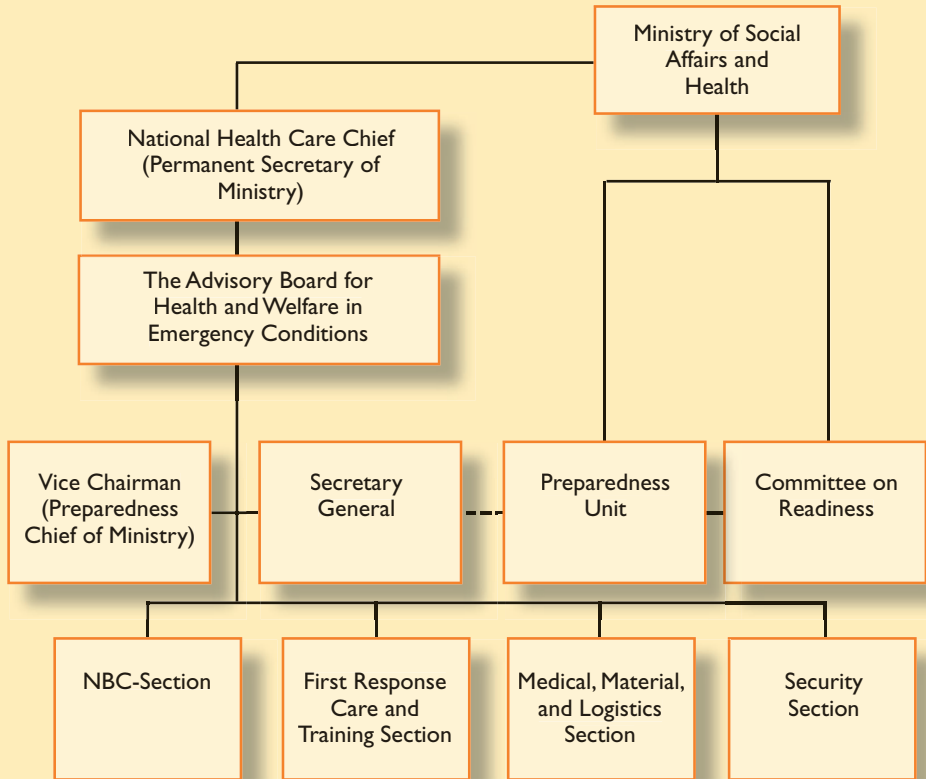 Ministry of Social
Affairs and
Health
National Health Care Chief
(Permanent Secretary of
Ministry)
The Advisory Board for
Health and Welfare in
Emergency Conditions
Vice Chairman
(Preparedness
Chief of Ministry)
Secretary
General
Preparedness
Unit
Committee on
Readiness
NBC-Section
First Response
Care and
Training Section
Medical, Material,
and Logistics
Section
Security
Section